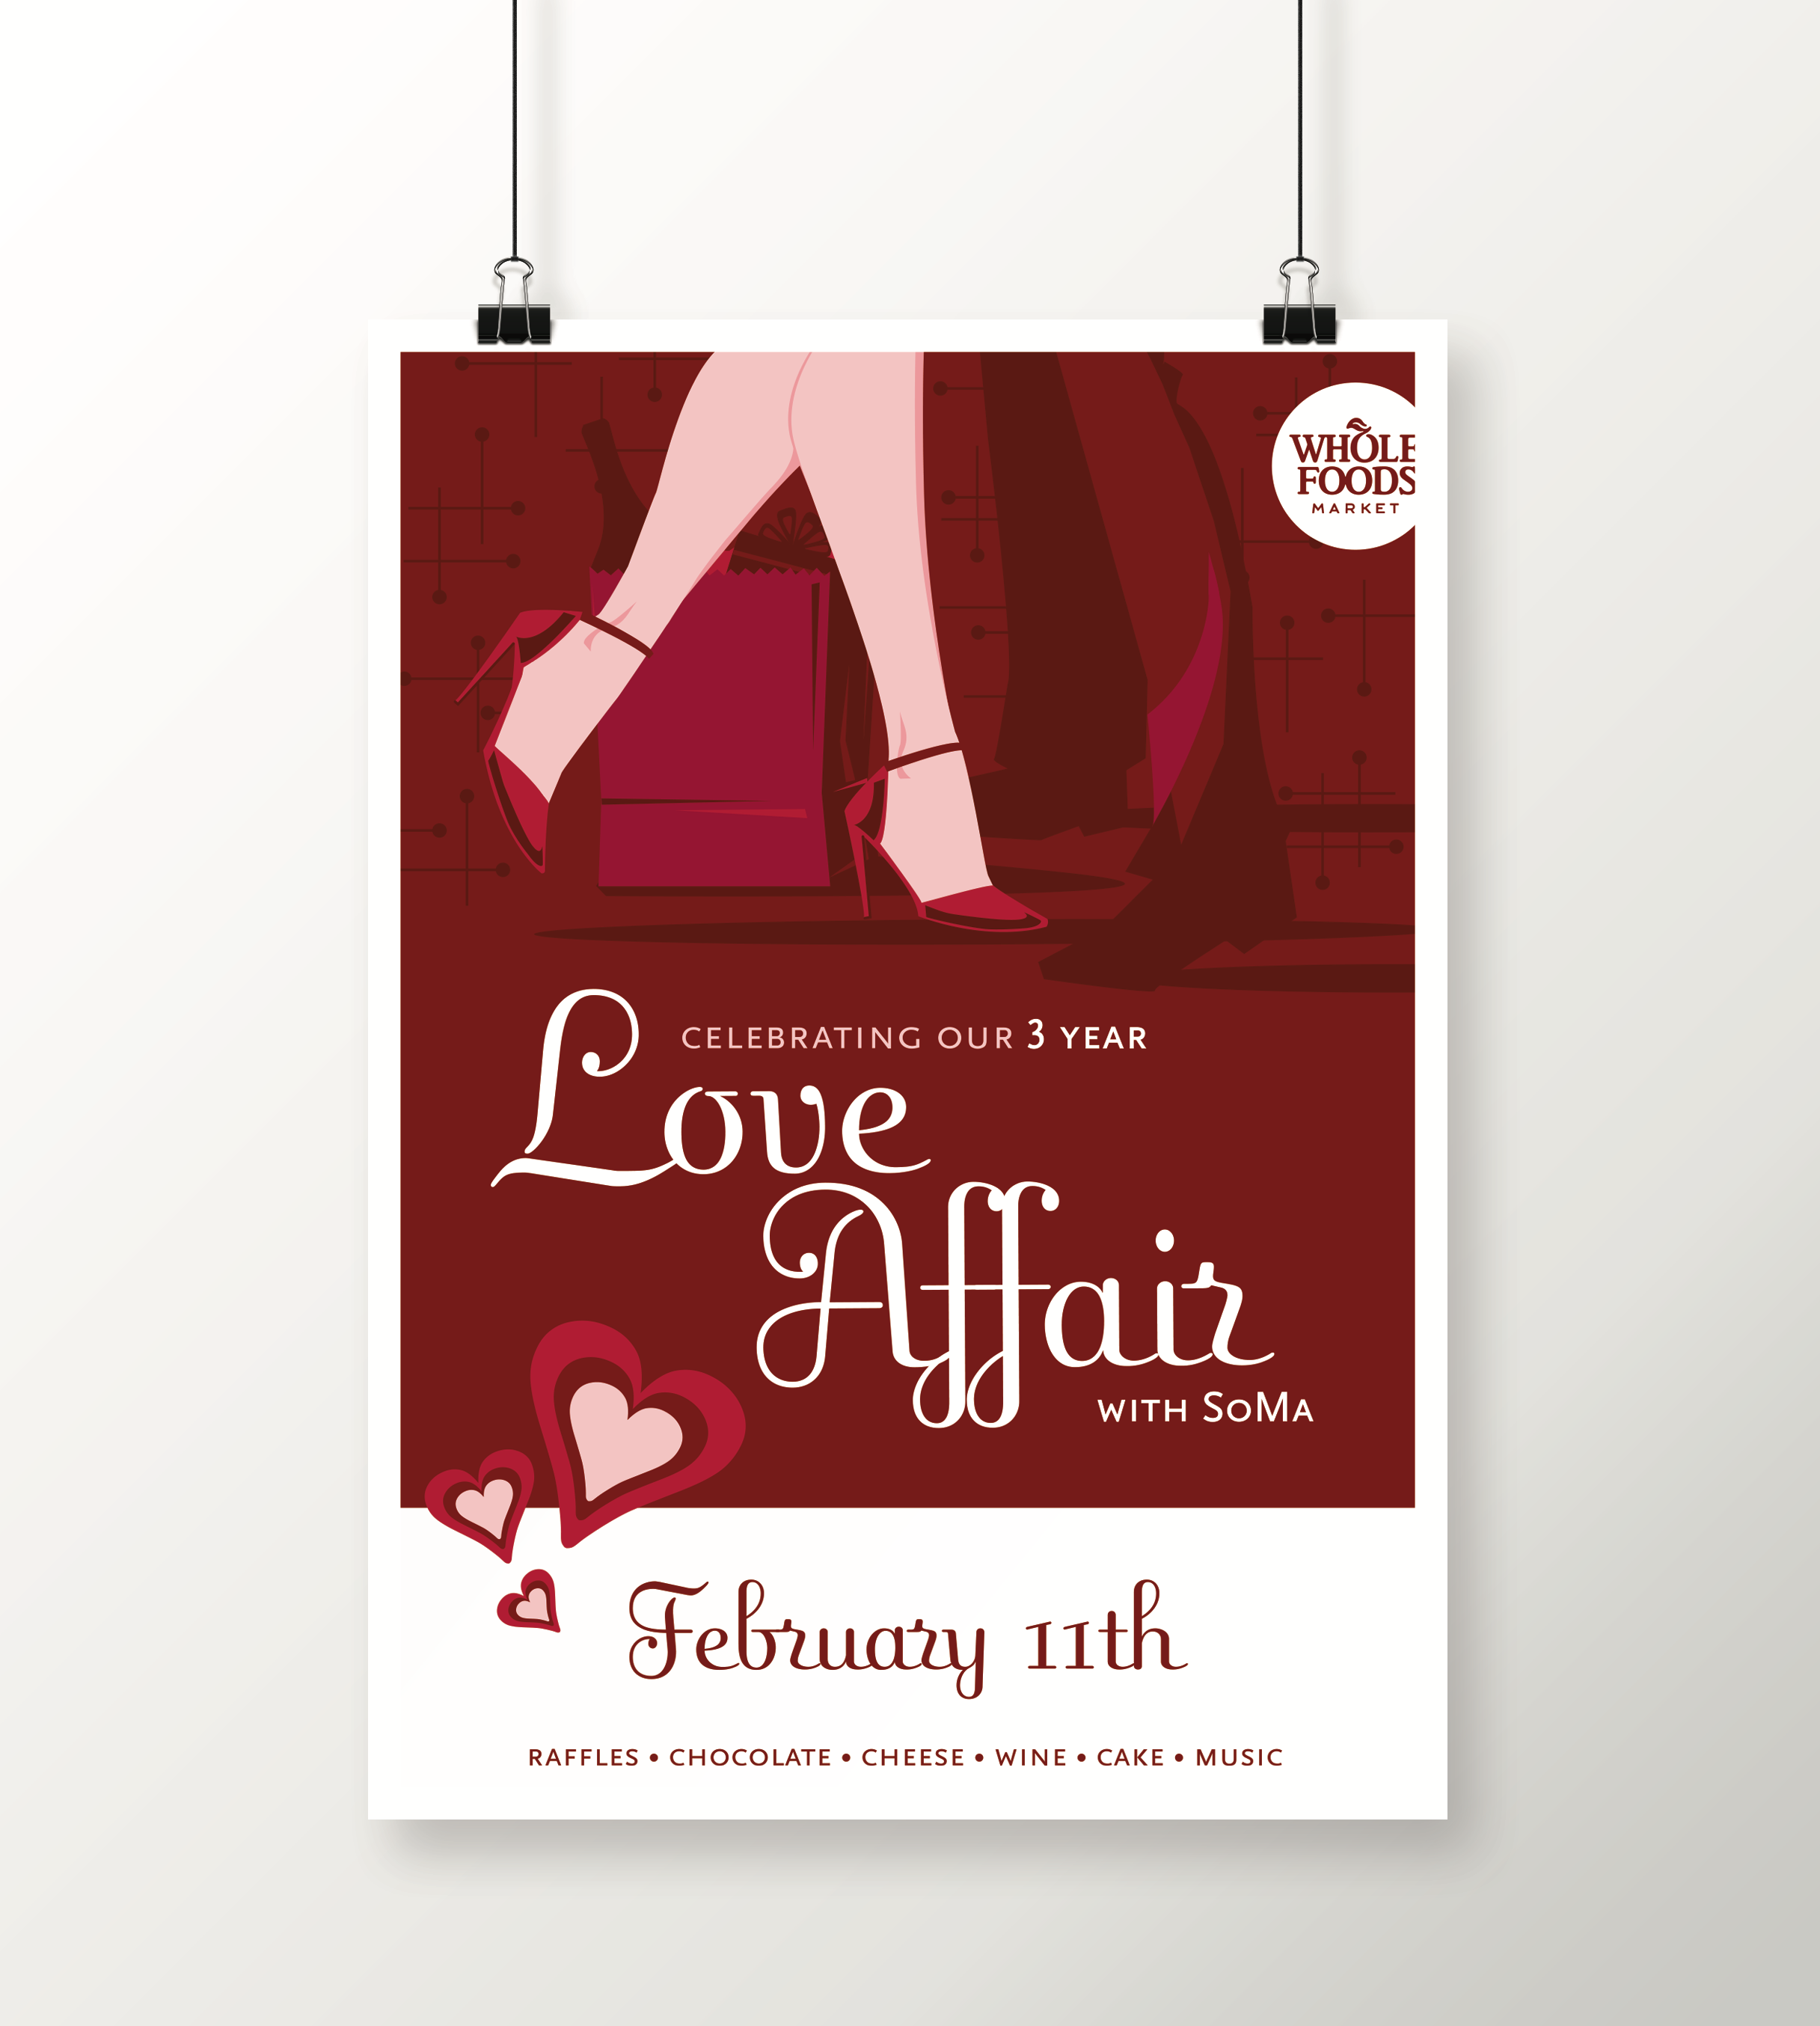 WHOLE
FOODS
MARKET
CELEBRATING OUR 3 YEAR
Love
Affair
WITH SOMA
February 11th
RAFFLES • CHOCOLATE • CHEESE • WINE • CAKE • MUSIC